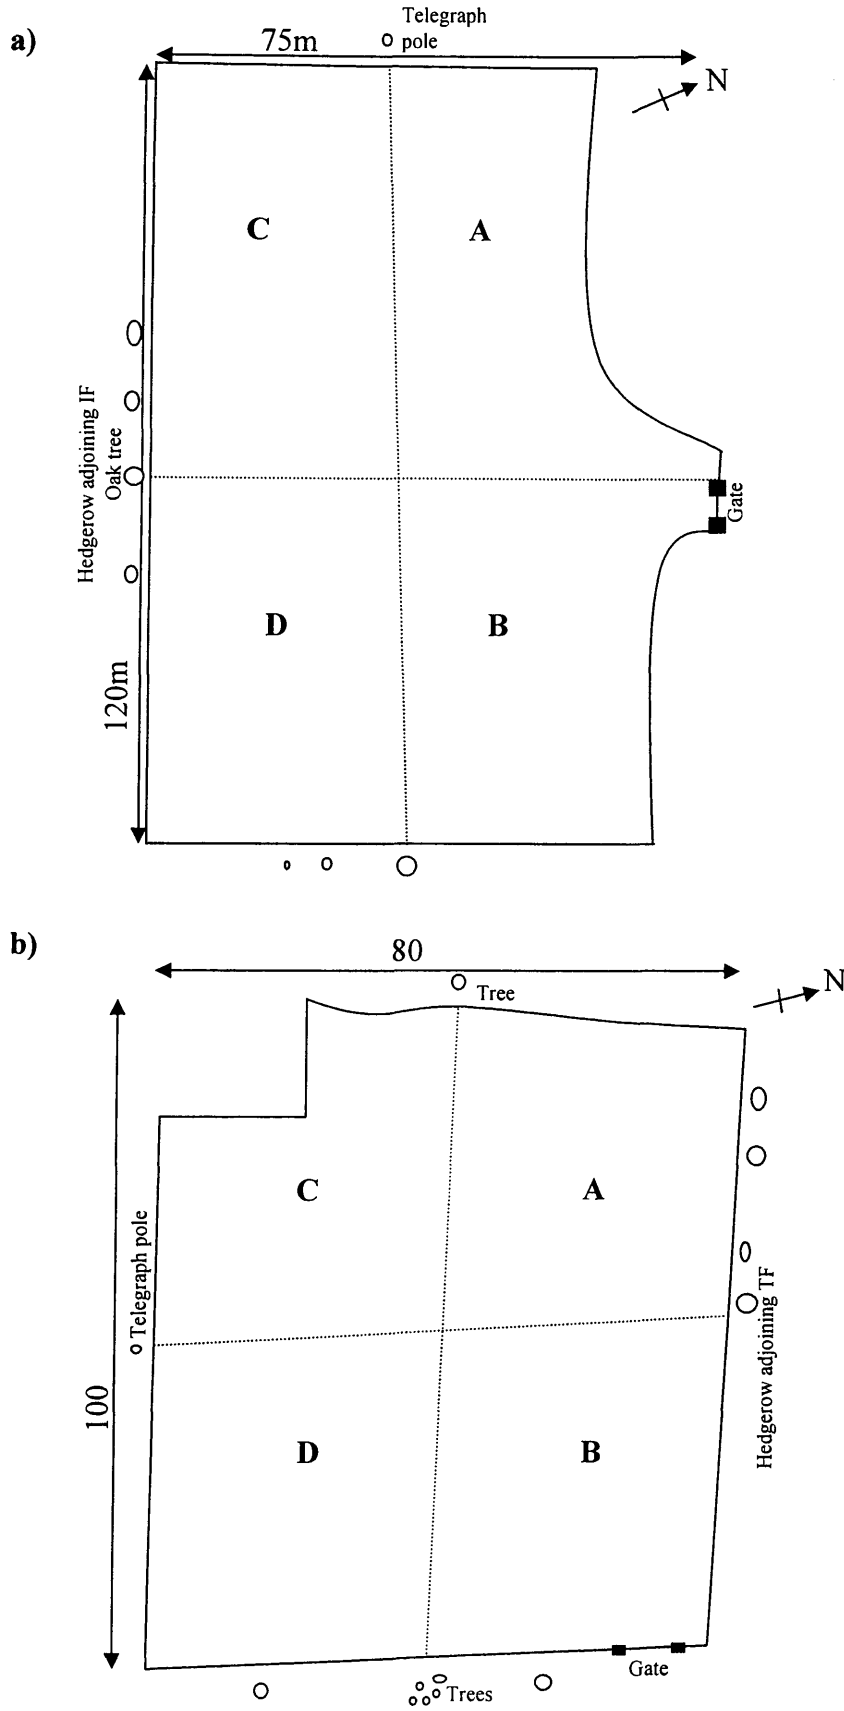 a)
Telegraph
pole
75m
N
C
A
Hedgerow adjoining IF
Oak tree
Gate
D
B
120m
b)
80
Tree
N
C
A
Telegraph pole
Hedgerow adjoining TF
100
D
B
Gate
Trees